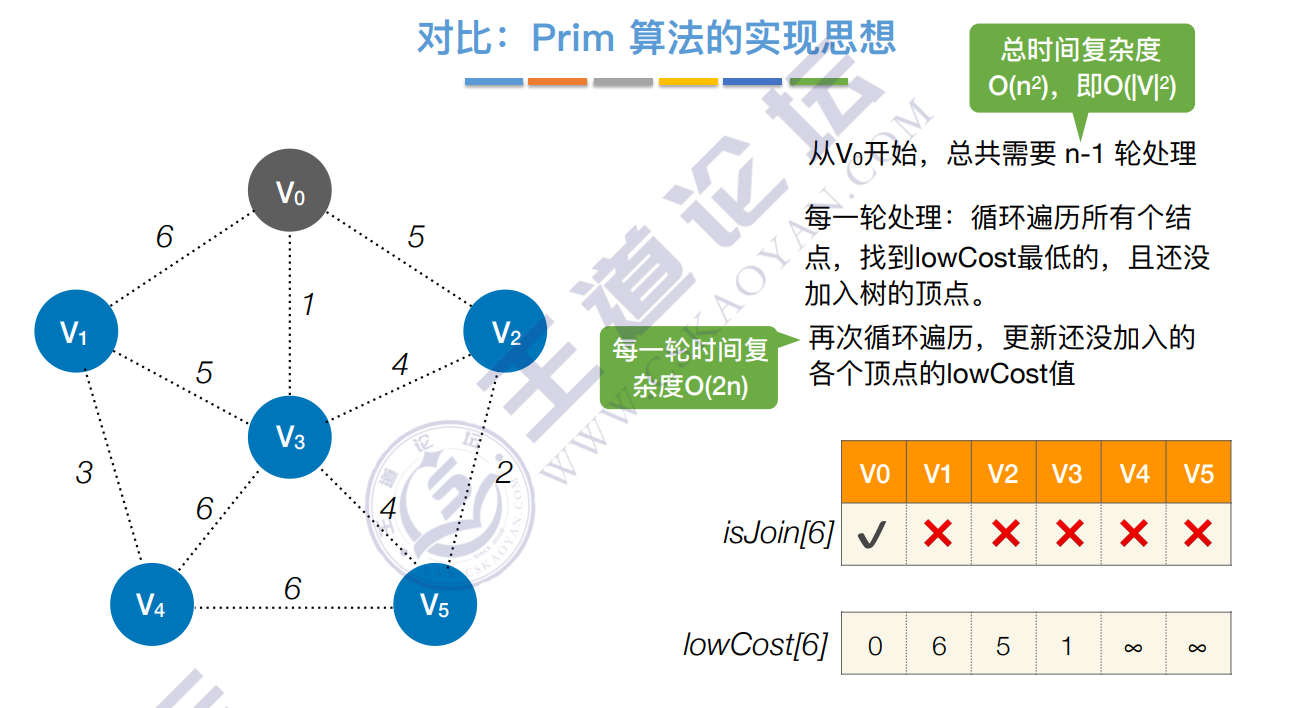 对比：Prim 算法的实现思想
总时间复杂度
O(n²)，即O(|V|²)
从V₀开始，总共需要 n-1 轮处理
每一轮处理：循环遍历所有个结
点，找到lowCost最低的，且还没
加入树的顶点。
再次循环遍历，更新还没加入的
各个顶点的lowCost值
每一轮时间复
杂度O(2n)
V₀
6
5
1
V₁
V₂
5
4
V₃
3
2
6
4
6
V₄
V₅
V0 V1 V2 V3 V4 V5
isJoin[6] ✔ ✖ ✖ ✖ ✖ ✖
lowCost[6] 0 6 5 1 ∞ ∞
王道论坛
WWW.CSKAOYAN.COM